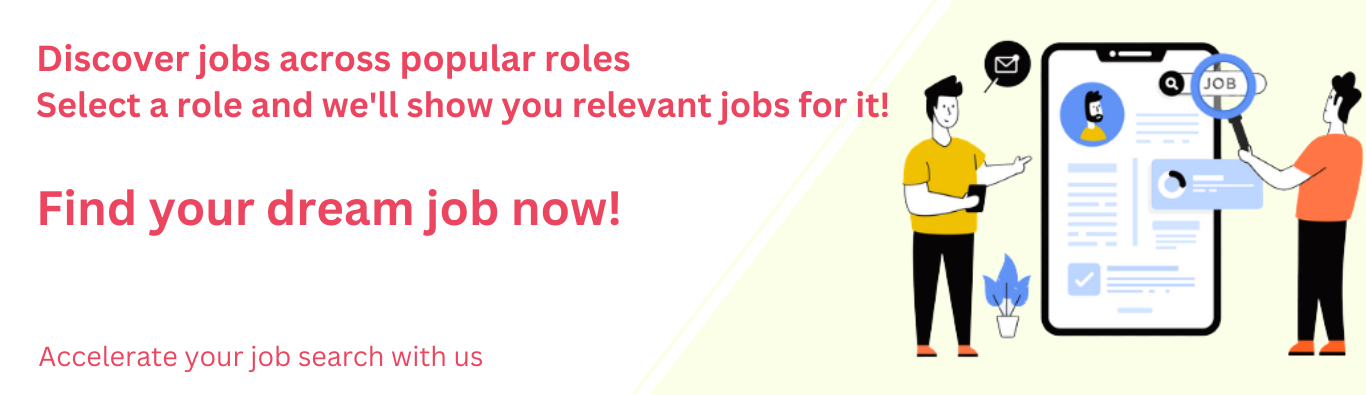 Discover jobs across popular roles
Select a role and we'll show you relevant jobs for it!
Find your dream job now!
Accelerate your job search with us
JOB